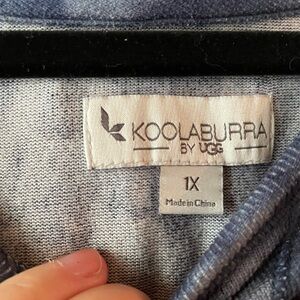 KOOLABURRA
BY UGG
1X
Made in China